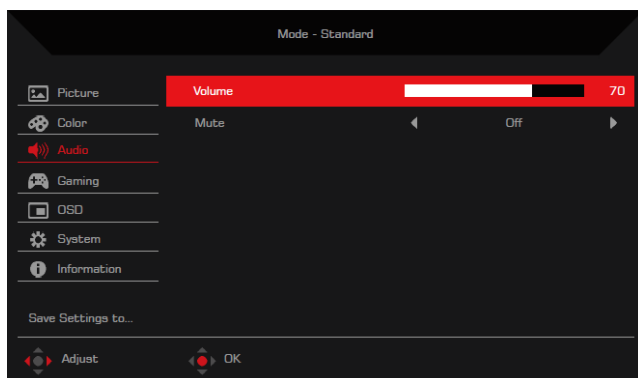 Mode - Standard
Picture
Volume 70
Color
Mute Off
Audio
Gaming
OSD
System
Information
Save Settings to...
Adjust OK